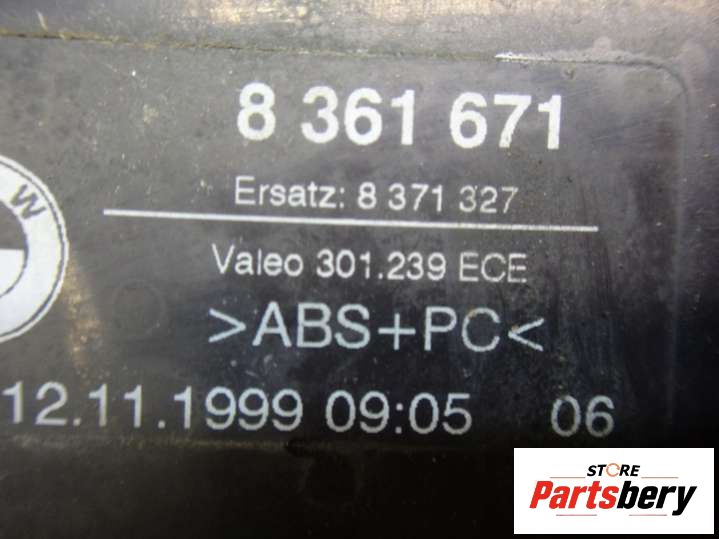 8 361 671
Ersatz: 8 371 327
W
Valeo 301.239 ECE
>ABS+PC<
12.11.1999 09:05 06
STORE
Partsbery